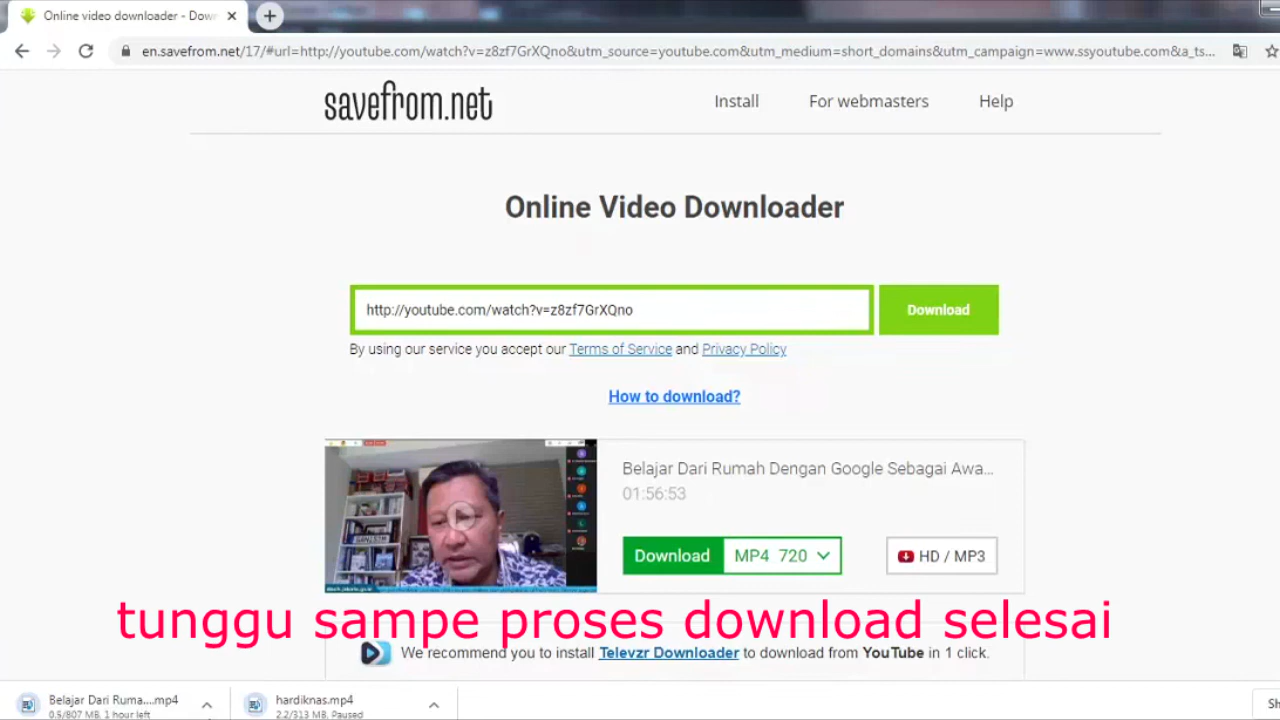 Online video downloader - Dow
en.savefrom.net/17/#url=http://youtube.com/watch?v=z8zf7GrXQno&utm_source=youtube.com&utm_medium=short_domains&utm_campaign=www.ssyoutube.com&a_ts...
savefrom.net
Install
For webmasters
Help
Online Video Downloader
http://youtube.com/watch?v=z8zf7GrXQno
Download
By using our service you accept our Terms of Service and Privacy Policy
How to download?
Belajar Dari Rumah Dengan Google Sebagai Awa...
01:56:53
Download MP4 720
HD / MP3
tunggu sampe proses download selesai
We recommend you to install Televzr Downloader to download from YouTube in 1 click.
Belajar Dari Ruma....mp4
0.5/807 MB, 1 hour left
hardiknas.mp4
2.2/313 MB, Paused
Sh